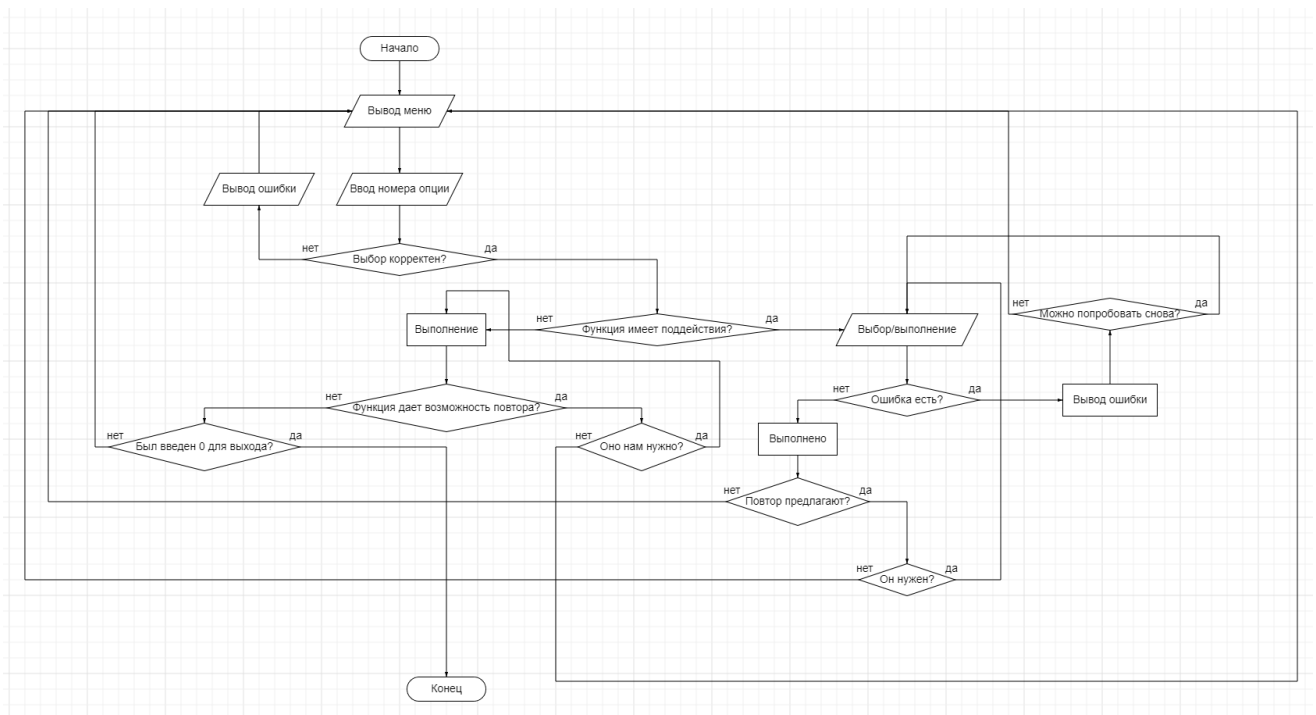 Начало
Вывод меню
Вывод ошибки
Ввод номера опции
нет
Выбор корректен?
да
нет
Функция имеет поддействия?
да
Выполнение
Выбор/выполнение
нет
Можно попробовать снова?
да
нет
Ошибка есть?
да
Вывод ошибки
нет
Функция дает возможность повтора?
да
нет
Был введен 0 для выхода?
да
нет
Оно нам нужно?
да
Выполнено
нет
Повтор предлагают?
да
нет
Он нужен?
да
Конец